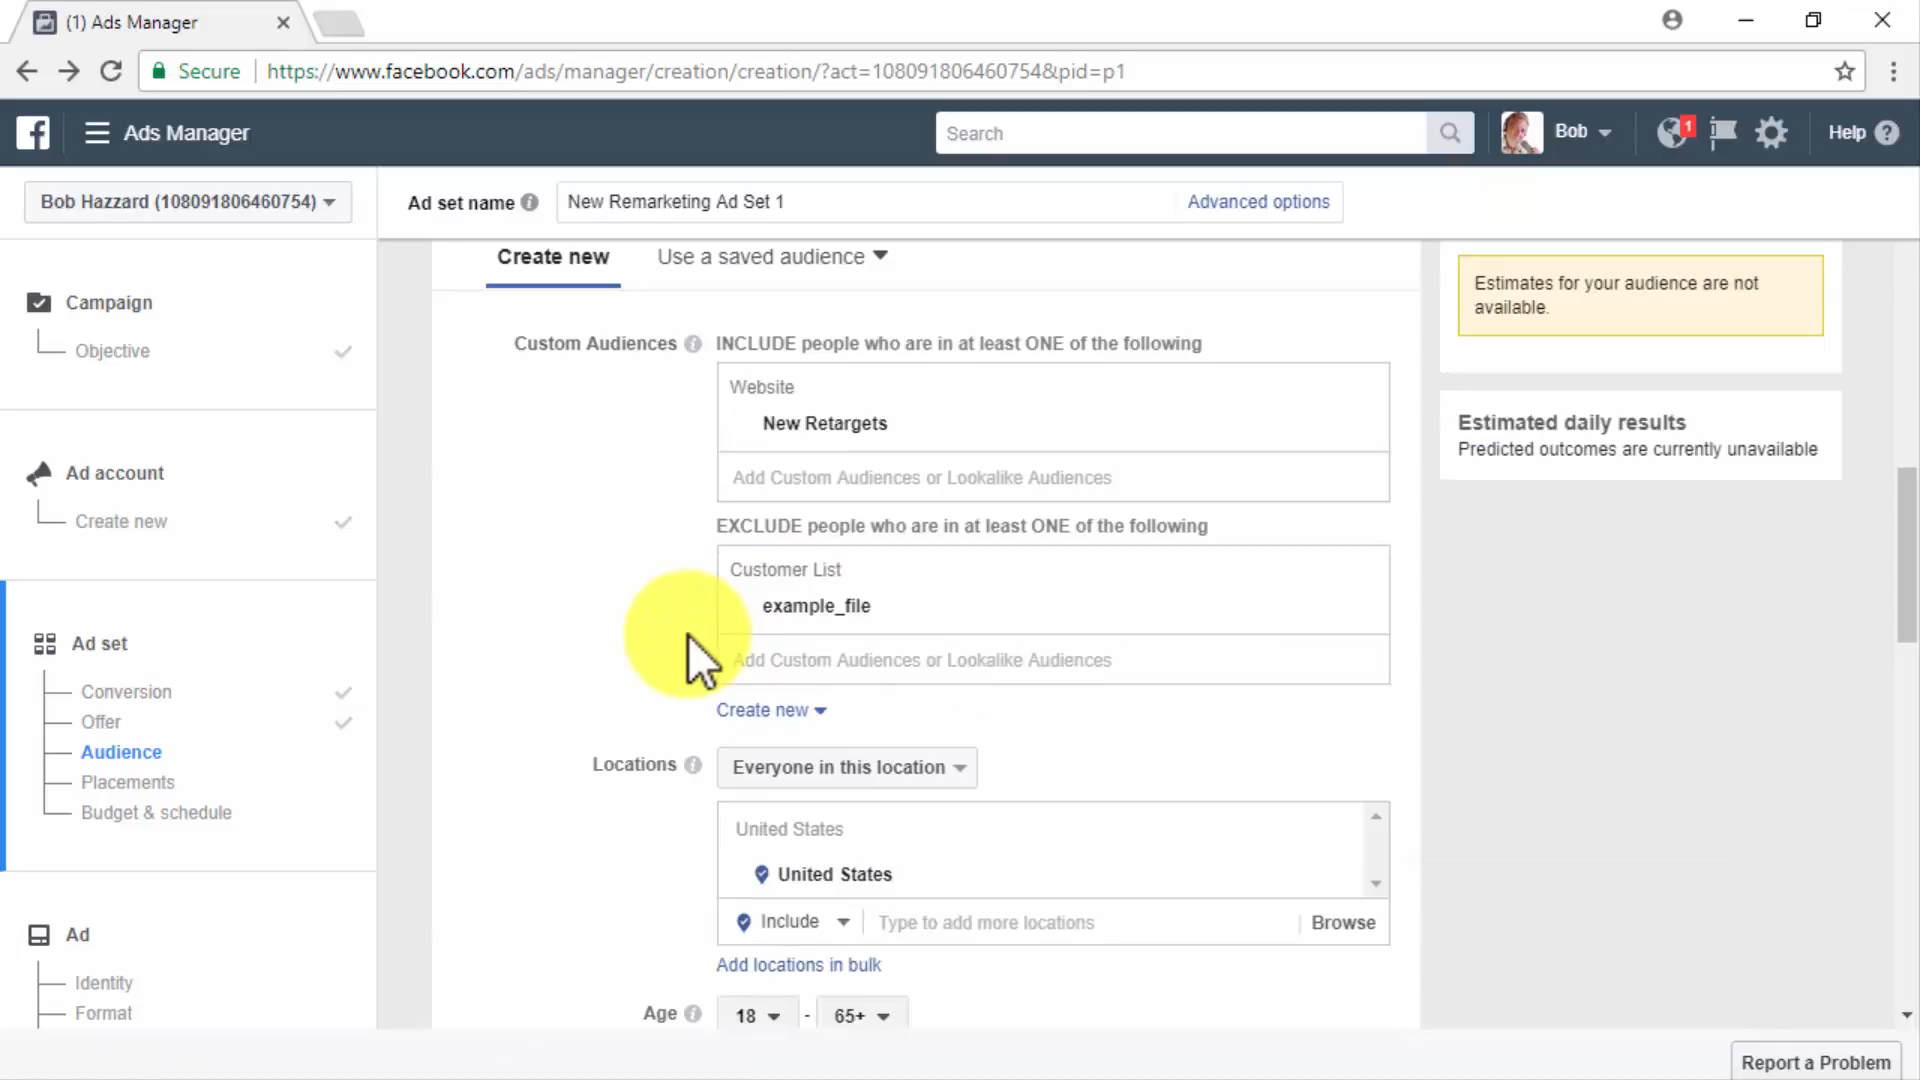 (1) Ads Manager
Secure
https://www.facebook.com/ads/manager/creation/creation/?act=108091806460754&pid=p1
Ads Manager
Search
Bob
1
Help
Bob Hazzard (108091806460754)
Ad set name
New Remarketing Ad Set 1
Advanced options
Campaign
Objective
Ad account
Create new
Ad set
Conversion
Offer
Audience
Placements
Budget & schedule
Ad
Identity
Format
Create new
Use a saved audience
Custom Audiences
INCLUDE people who are in at least ONE of the following
Website
New Retargets
Add Custom Audiences or Lookalike Audiences
EXCLUDE people who are in at least ONE of the following
Customer List
example_file
Add Custom Audiences or Lookalike Audiences
Create new
Locations
Everyone in this location
United States
United States
Include
Type to add more locations
Browse
Add locations in bulk
Age
18 - 65+
Estimates for your audience are not
available.
Estimated daily results
Predicted outcomes are currently unavailable
Report a Problem